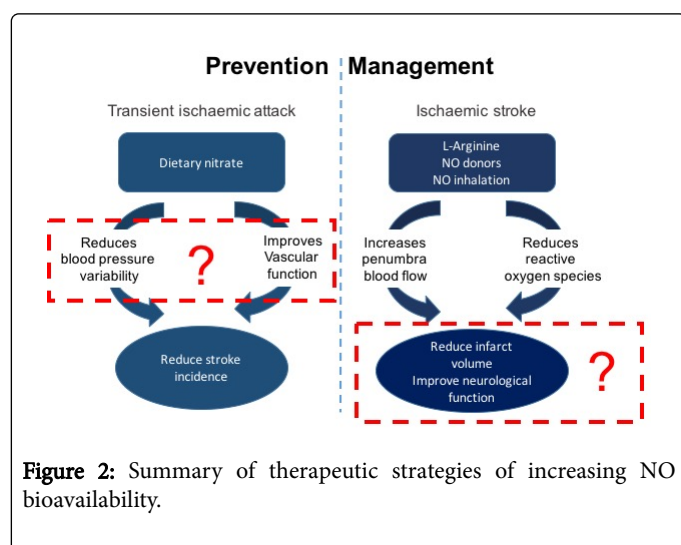 Prevention Management
Transient ischaemic attack
Ischaemic stroke
Dietary nitrate
L-Arginine
NO donors
NO inhalation
Reduces
blood pressure
variability
?
Improves
Vascular
function
Increases
penumbra
blood flow
Reduces
reactive
oxygen species
Reduce stroke
incidence
Reduce infarct
volume
Improve neurological
function
?
Figure 2: Summary of therapeutic strategies of increasing NO
bioavailability.